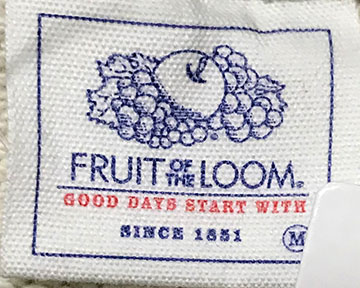 FRUIT OF THE LOOM®
GOOD DAYS START WITH
SINCE 1851
M